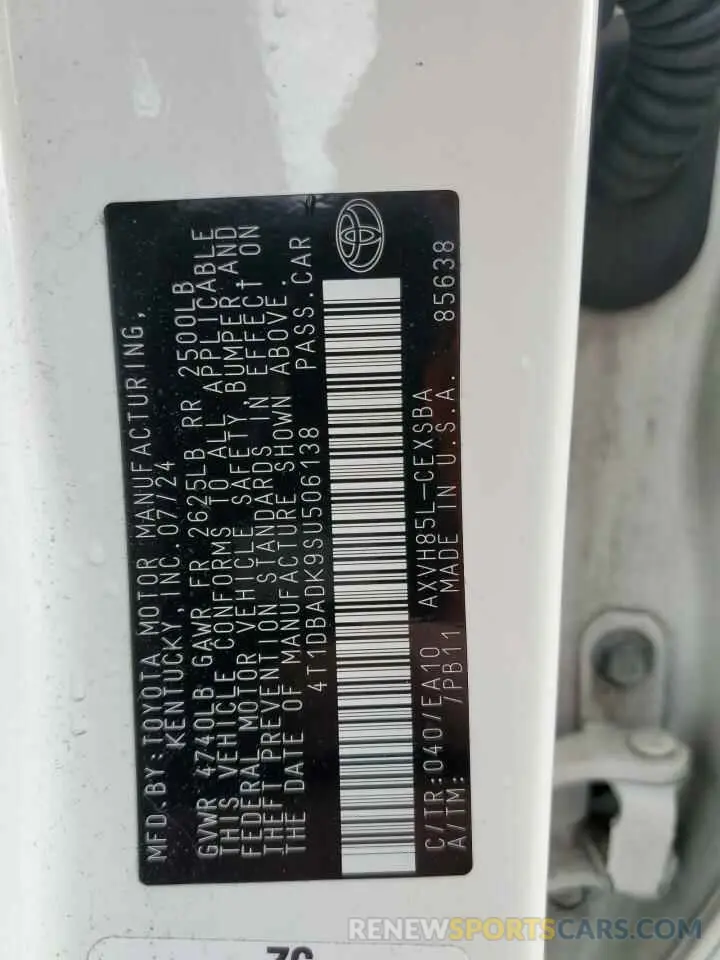 MFD.BY:TOYOTA MOTOR MANUFACTURING,
KENTUCKY,INC.07/24
GVWR 4740LB GAWR FR 2625LB RR 2500LB
THIS VEHICLE CONFORMS TO ALL APPLICABLE
FEDERAL MOTOR VEHICLE SAFETY, BUMPER, AND
THEFT PREVENTION STANDARDS IN EFFECT ON
THE DATE OF MANUFACTURE SHOWN ABOVE.
4T1DBADK9SU506138 PASS.CAR
C/TR:040/EA10 AXVH85L-CEXSBA
A/TM: /PB11 MADE IN U.S.A. 85638
RENEWSPORTSCARS.COM